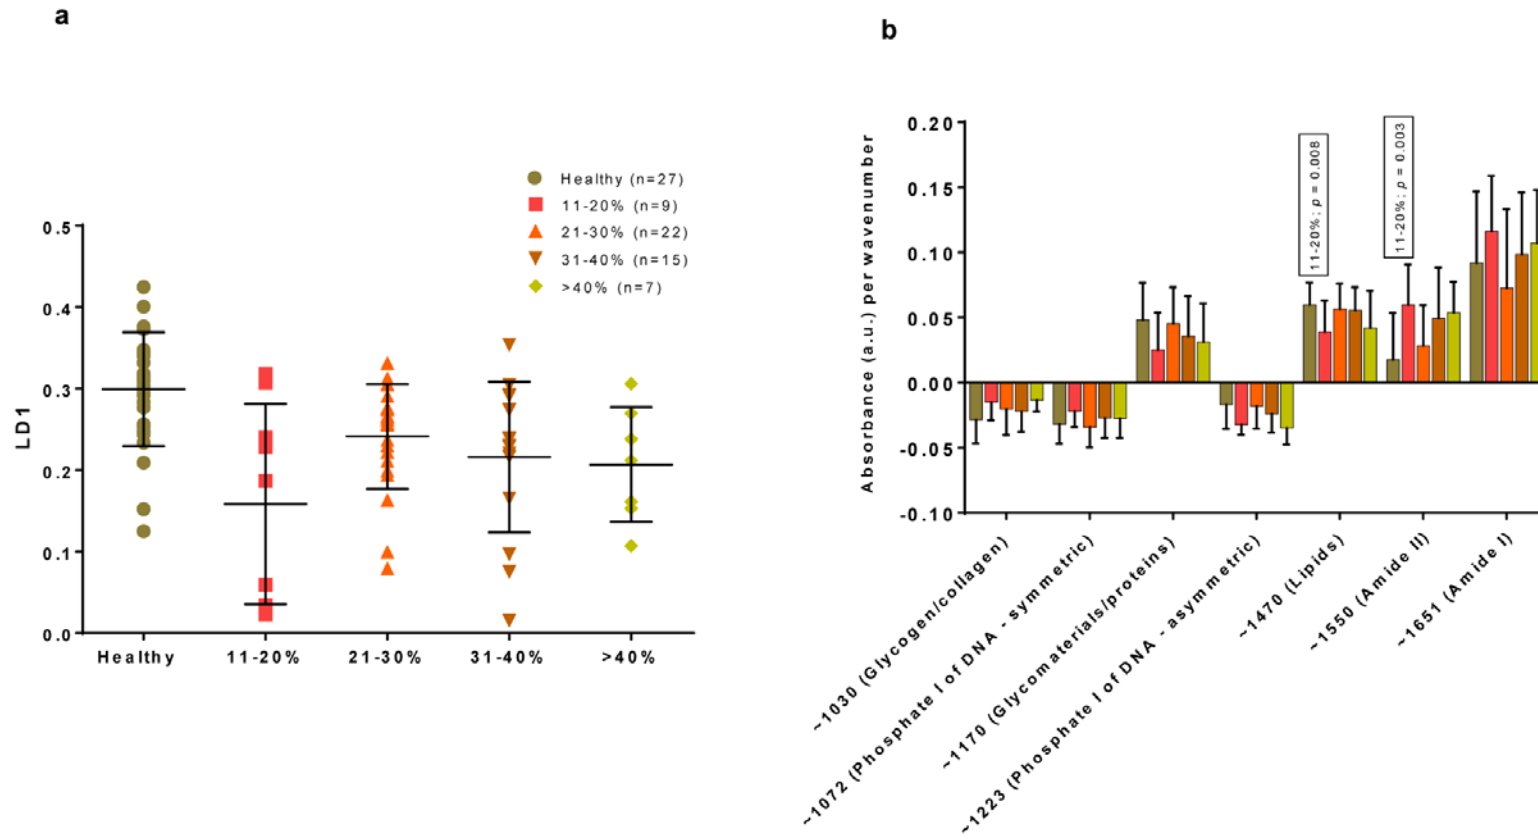 a
Healthy (n=27)
11-20% (n=9)
21-30% (n=22)
31-40% (n=15)
>40% (n=7)
LD1
0.5
0.4
0.3
0.2
0.1
0.0
Healthy
11-20%
21-30%
31-40%
>40%
b
Absorbance (a.u.) per wavenumber
0.20
0.15
0.10
0.05
0.00
-0.05
-0.10
11-20%; p = 0.008
11-20%; p = 0.003
~1030 (Glycogen/collagen)
~1072 (Phosphate I of DNA - symmetric)
~1170 (Glycomaterials/proteins)
~1223 (Phosphate I of DNA - asymmetric)
~1470 (Lipids)
~1550 (Amide II)
~1651 (Amide I)